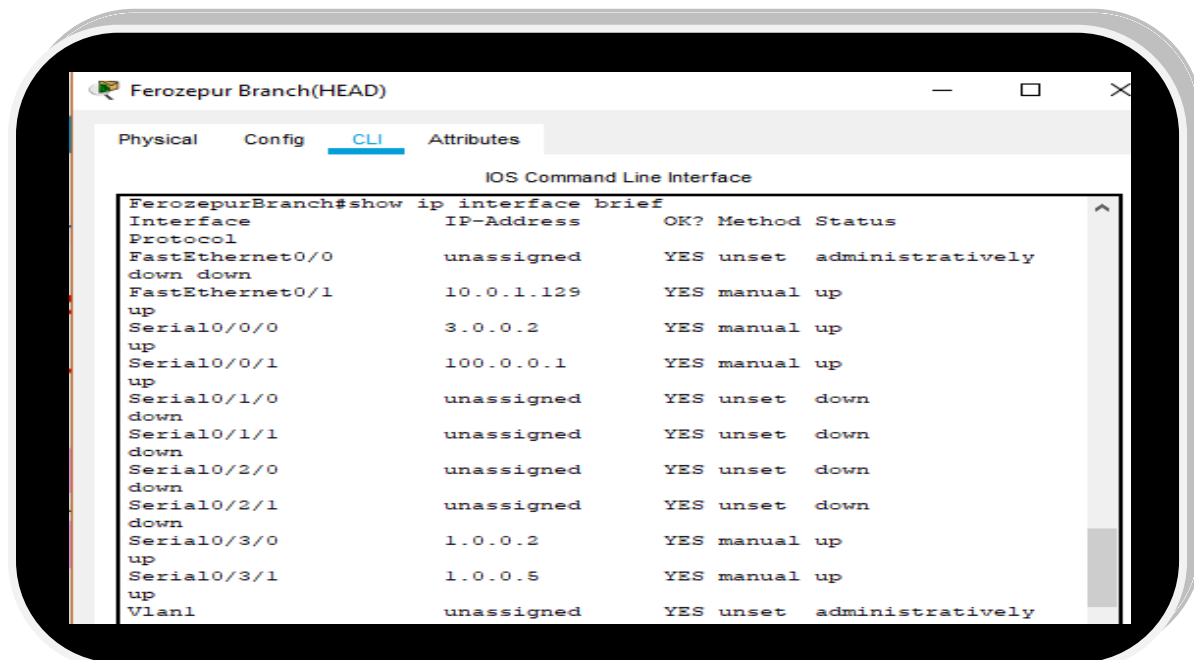 Ferozepur Branch(HEAD)
Physical Config CLI Attributes
IOS Command Line Interface
FerozepurBranch#show ip interface brief
Interface IP-Address OK? Method Status
Protocol
FastEthernet0/0 unassigned YES unset administratively
down down
FastEthernet0/1 10.0.1.129 YES manual up
up
Serial0/0/0 3.0.0.2 YES manual up
up
Serial0/0/1 100.0.0.1 YES manual up
up
Serial0/1/0 unassigned YES unset down
down
Serial0/1/1 unassigned YES unset down
down
Serial0/2/0 unassigned YES unset down
down
Serial0/2/1 unassigned YES unset down
down
Serial0/3/0 1.0.0.2 YES manual up
up
Serial0/3/1 1.0.0.5 YES manual up
up
Vlan1 unassigned YES unset administratively